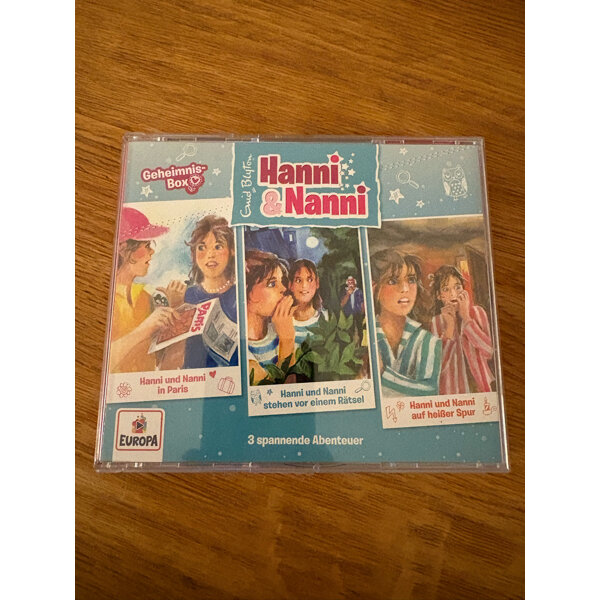 Geheimnis-
Box
Enid Blyton
Hanni
& Nanni
PARIS
Hanni und Nanni
in Paris
Hanni und Nanni
stehen vor einem Rätsel
Hanni und Nanni
auf heißer Spur
EUROPA
3 spannende Abenteuer